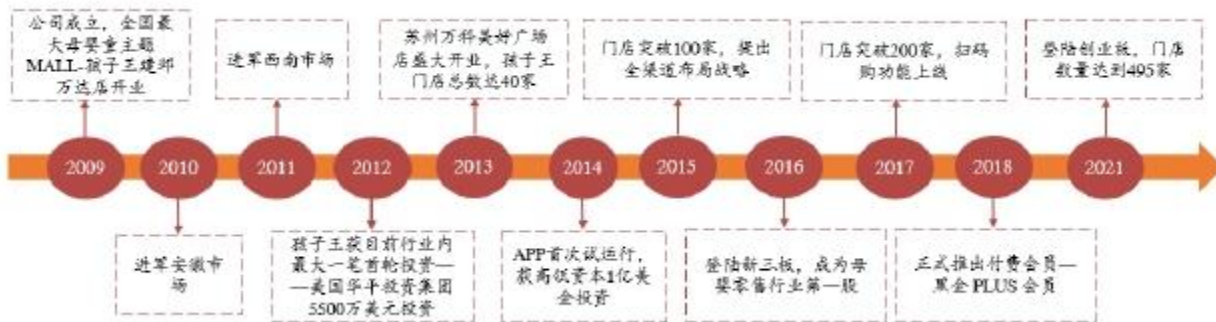 公司成立，全国最
大母婴童主题
MALL-孩子王建邺
万达店开业
进军西南市场
苏州万科美好广场
店盛大开业，孩子王
门店总数达40家
门店突破100家，提出
全渠道布局战略
门店突破200家，扫码
购功能上线
登陆创业板，门店
数量达到495家
2009
2010
2011
2012
2013
2014
2015
2016
2017
2018
2021
进军安徽市
场
孩子王获目前行业内
最大一笔首轮投资—
—美国华平投资集团
5500万美元投资
APP首次试运行，
获高瓴资本1亿美
金投资
登陆新三板，成为母
婴零售行业第一股
正式推出付费会员—
黑金 PLUS 会员